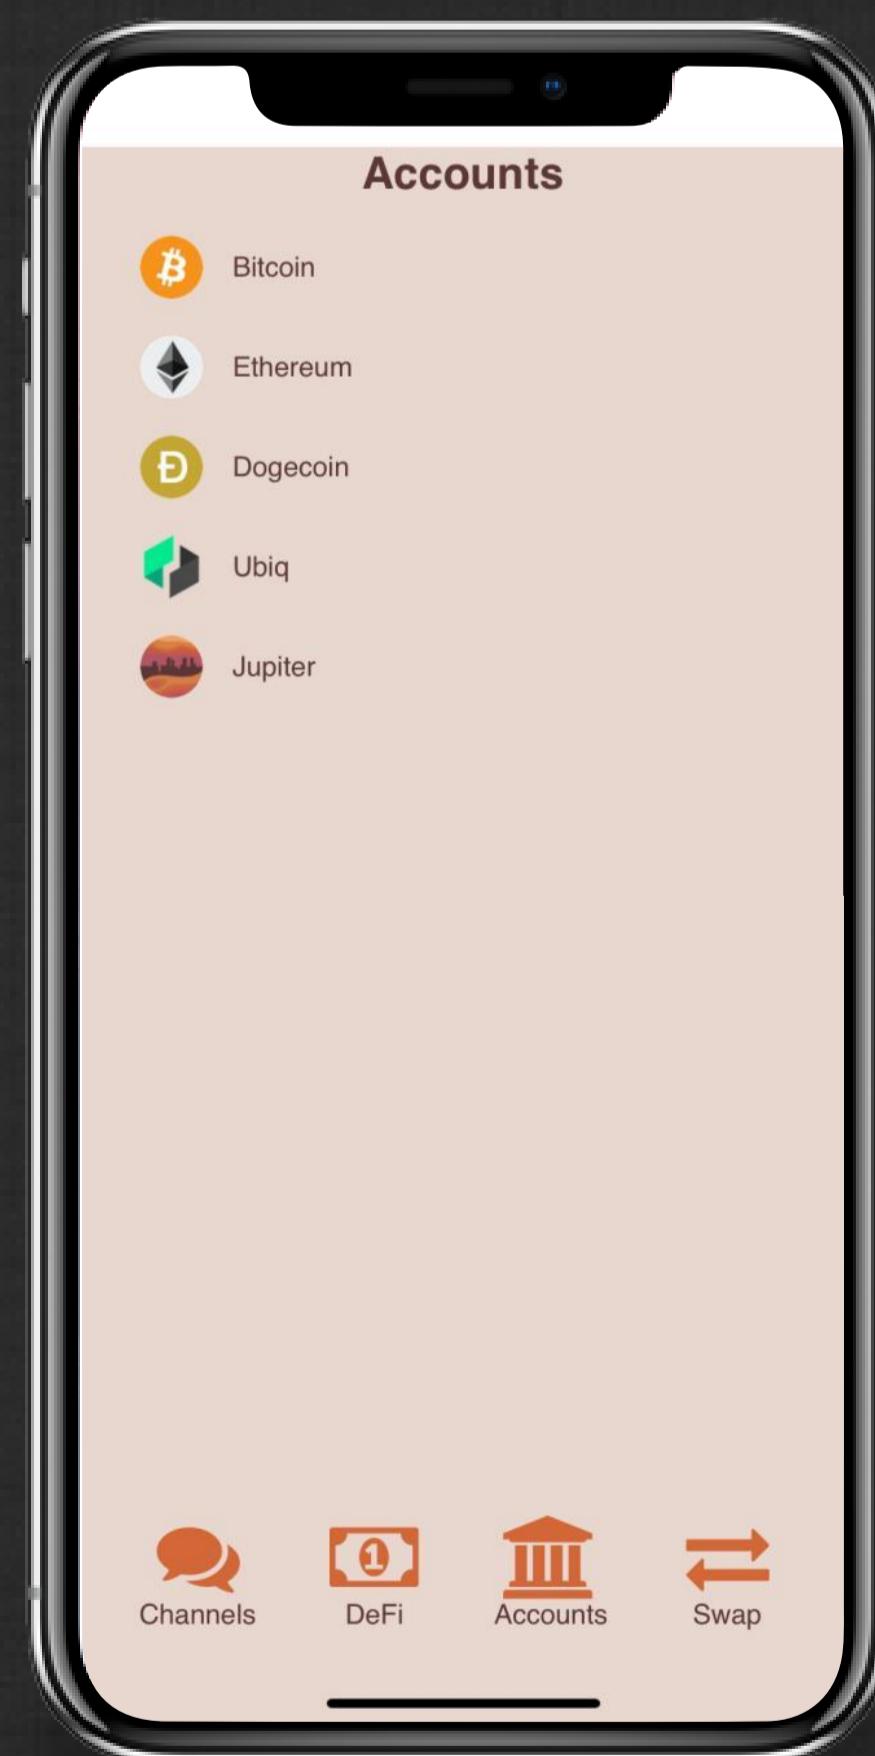 Accounts
Bitcoin
Ethereum
Dogecoin
Ubiq
Jupiter
Channels DeFi Accounts Swap